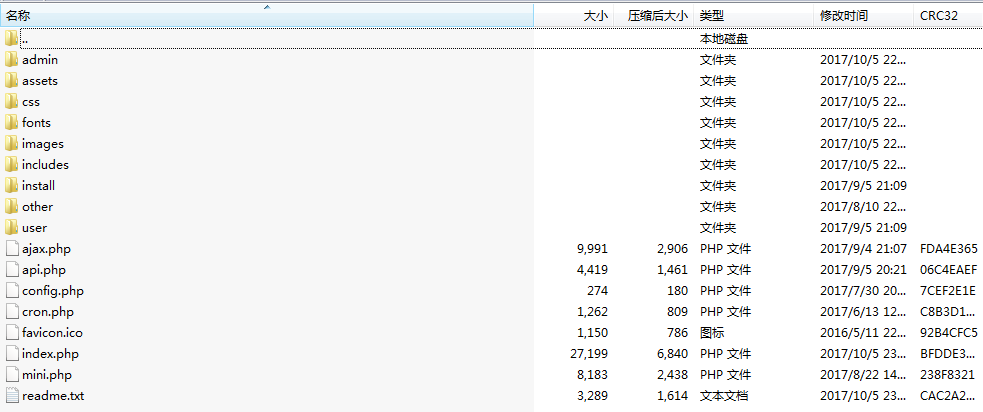 名称 大小 压缩后大小 类型 修改时间 CRC32
.. 本地磁盘
admin 文件夹 2017/10/5 22...
assets 文件夹 2017/10/5 22...
css 文件夹 2017/10/5 22...
fonts 文件夹 2017/10/5 22...
images 文件夹 2017/10/5 22...
includes 文件夹 2017/10/5 22...
install 文件夹 2017/9/5 21:09
other 文件夹 2017/8/10 22...
user 文件夹 2017/9/5 21:09
ajax.php 9,991 2,906 PHP 文件 2017/9/4 21:07 FDA4E365
api.php 4,419 1,461 PHP 文件 2017/9/5 20:21 06C4EAEF
config.php 274 180 PHP 文件 2017/7/30 20... 7CEF2E1E
cron.php 1,262 809 PHP 文件 2017/6/13 12... C8B3D1...
favicon.ico 1,150 786 图标 2016/5/11 22... 92B4CFC5
index.php 27,199 6,840 PHP 文件 2017/10/5 23... BFDDE3...
mini.php 8,183 2,438 PHP 文件 2017/8/22 14... 238F8321
readme.txt 3,289 1,614 文本文档 2017/10/5 23... CAC2A2...